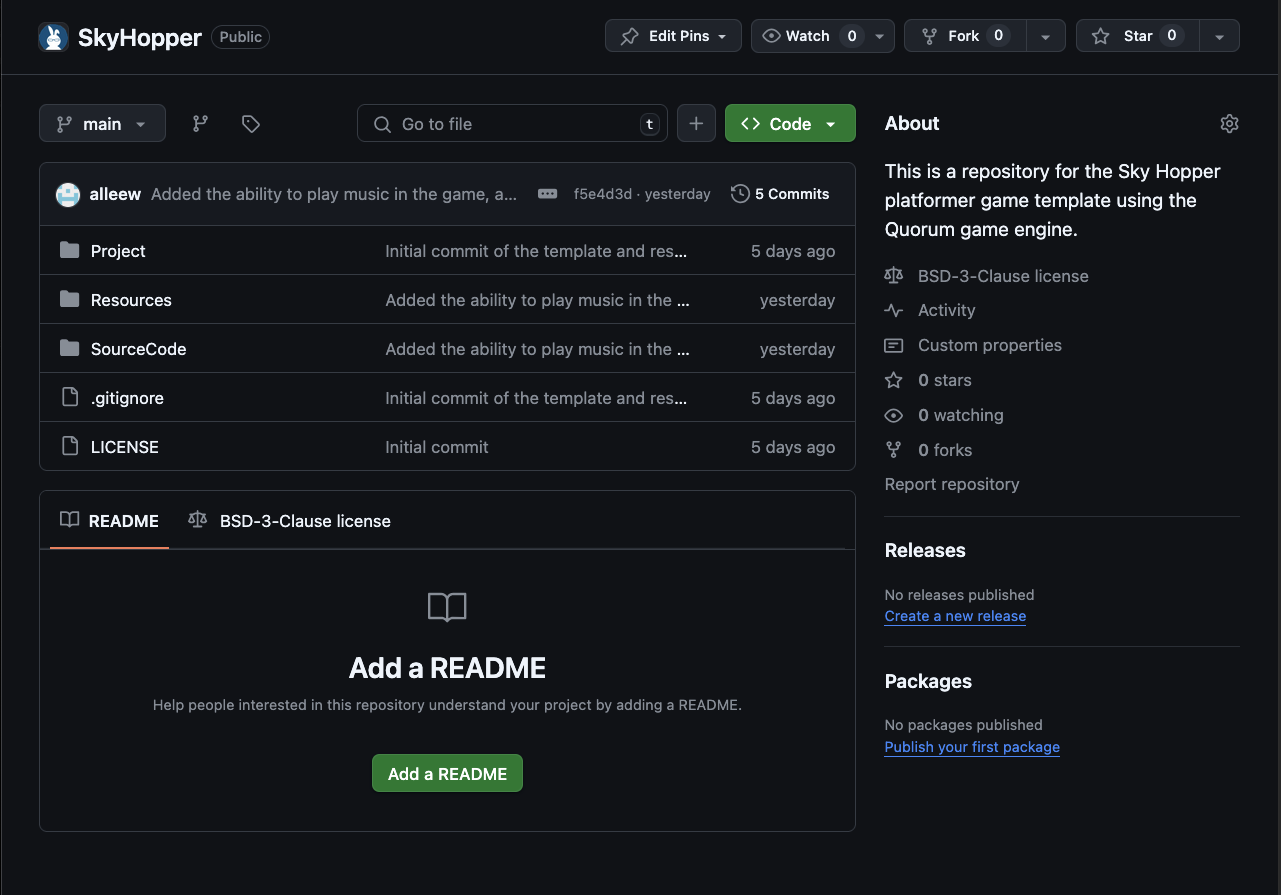 SkyHopper Public Edit Pins Watch 0 Fork 0 Star 0
main Go to file t Code
alleew Added the ability to play music in the game, a... f5e4d3d · yesterday 5 Commits
Project Initial commit of the template and res... 5 days ago
Resources Added the ability to play music in the ... yesterday
SourceCode Added the ability to play music in the ... yesterday
.gitignore Initial commit of the template and res... 5 days ago
LICENSE Initial commit 5 days ago
README BSD-3-Clause license
Add a README
Help people interested in this repository understand your project by adding a README.
Add a README
About
This is a repository for the Sky Hopper
platformer game template using the
Quorum game engine.
BSD-3-Clause license
Activity
Custom properties
0 stars
0 watching
0 forks
Report repository
Releases
No releases published
Create a new release
Packages
No packages published
Publish your first package